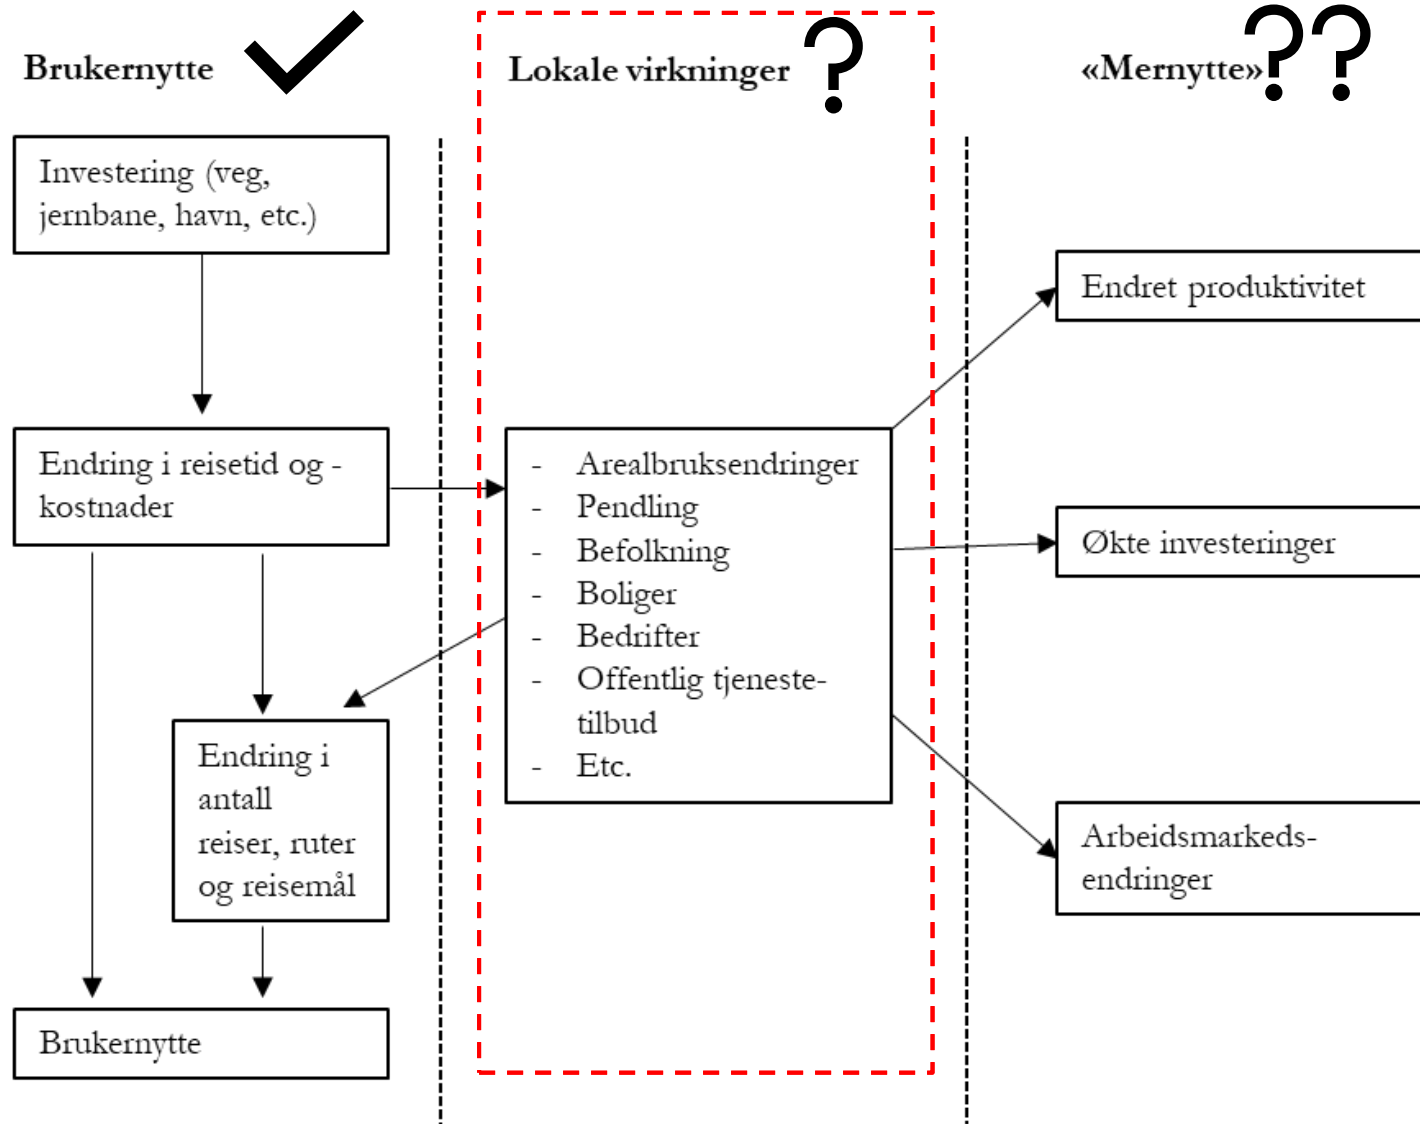 Brukernytte
Lokale virkninger ?
«Mernytte» ??
Investering (veg,
jernbane, havn, etc.)
Endring i reisetid og -
kostnader
Endring i
antall
reiser, ruter
og reisemål
Brukernytte
- Arealbruksendringer
- Pendling
- Befolkning
- Boliger
- Bedrifter
- Offentlig tjeneste-
tilbud
- Etc.
Endret produktivitet
Økte investeringer
Arbeidsmarkeds-
endringer